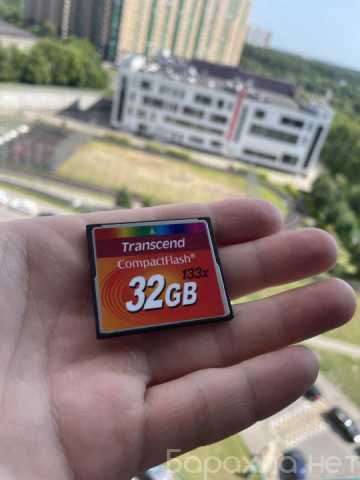 Transcend
CompactFlash®
133x
32GB
Барахла.нет